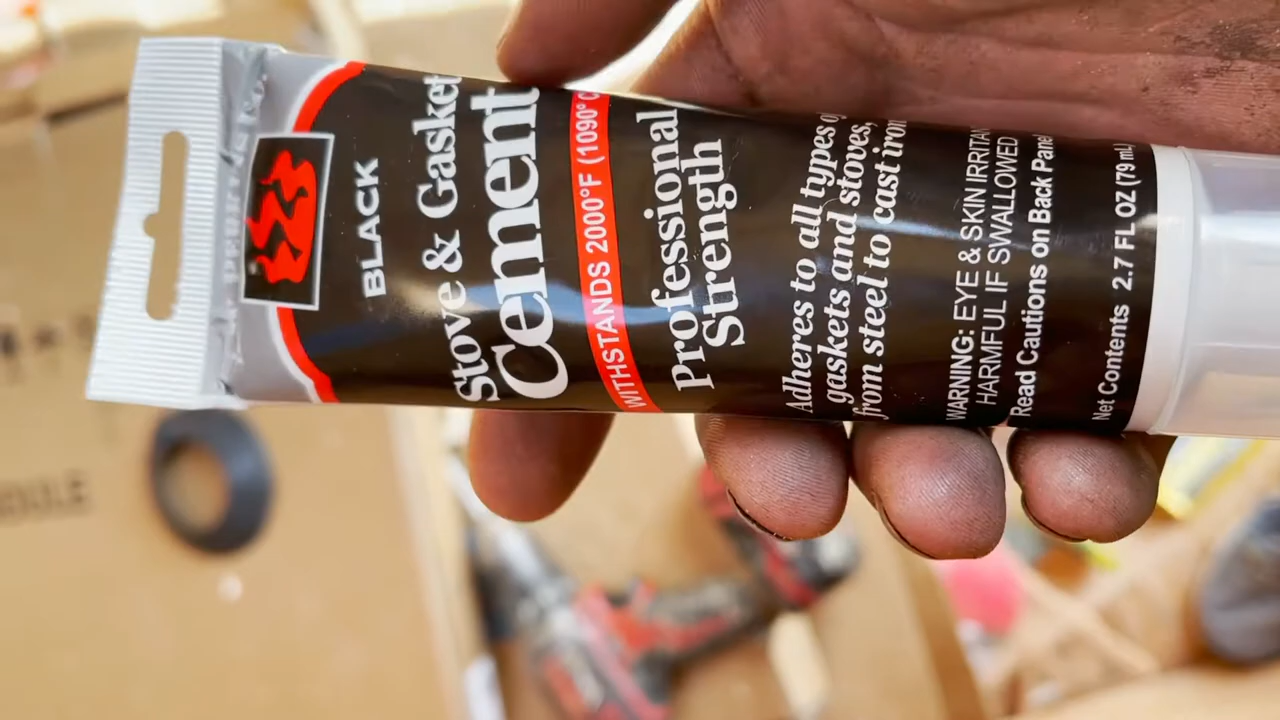 BLACK
Stove & Gasket
Cement
WITHSTANDS 2000°F (1090° C
Professional
Strength
Adheres to all types
gaskets and stoves,
from steel to cast iron
WARNING: EYE & SKIN IRRITAN
HARMFUL IF SWALLOWED
Read Cautions on Back Panel
Net Contents 2.7 FL OZ (79 mL)